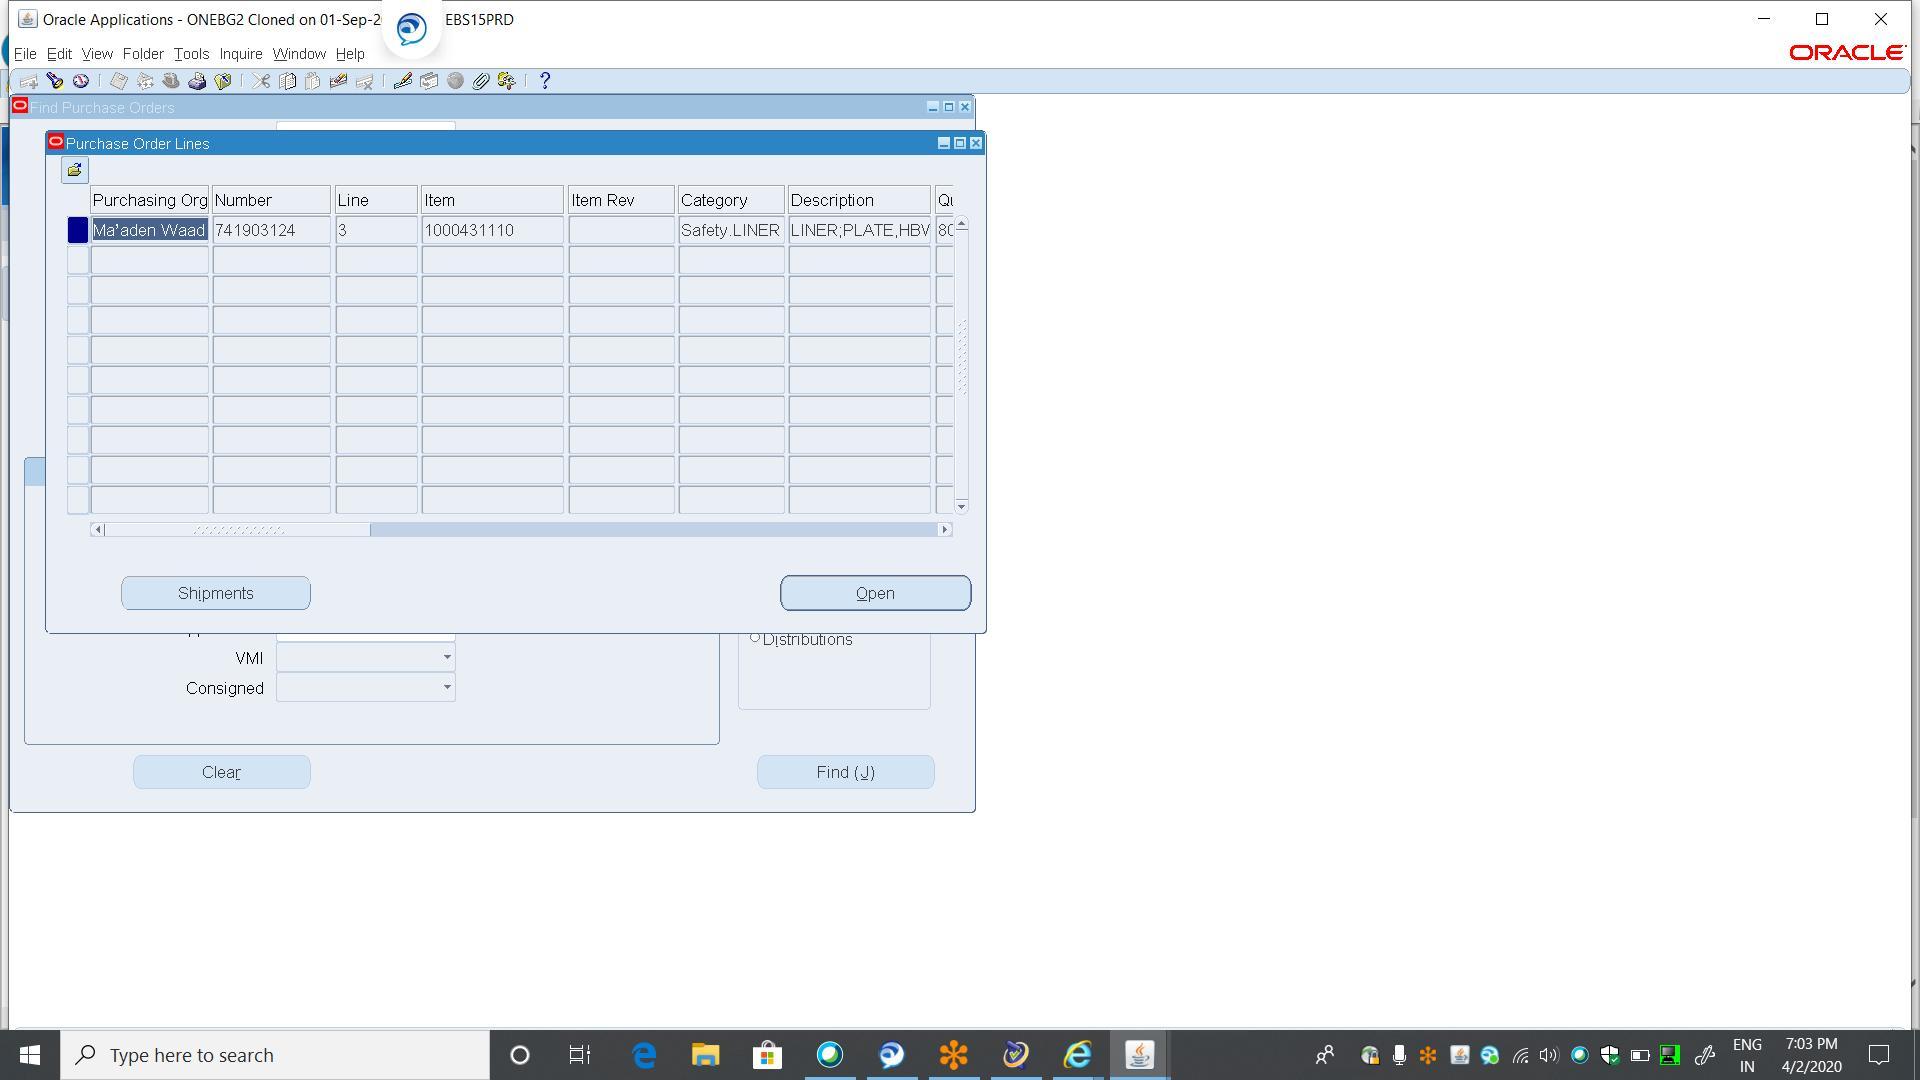 Oracle Applications - ONEBG2 Cloned on 01-Sep-2
EBS15PRD
File Edit View Folder Tools Inquire Window Help
ORACLE
Find Purchase Orders
Purchase Order Lines
Purchasing Org Number Line Item Item Rev Category Description
Ma'aden Waad 741903124 3 1000431110 Safety.LINER LINER;PLATE,HBW 80
Shipments Open
Distributions
VMI
Consigned
Clear Find (J)
Type here to search
ENG 7:03 PM
IN 4/2/2020